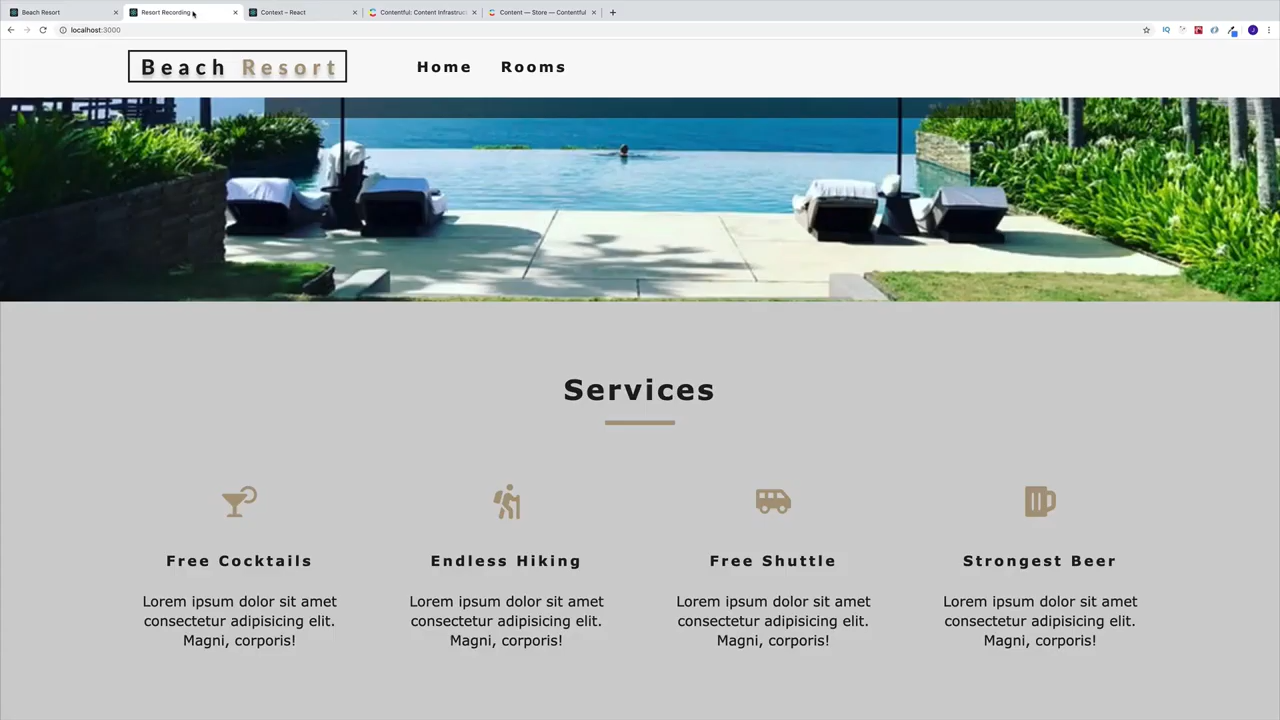 Beach Resort
Resort Recording
Context – React
Contentful: Content Infrastruc
Content — Store — Contentful
localhost:3000
IQ
J
Beach Resort
Home
Rooms
Services
Free Cocktails
Endless Hiking
Free Shuttle
Strongest Beer
Lorem ipsum dolor sit amet
consectetur adipisicing elit.
Magni, corporis!
Lorem ipsum dolor sit amet
consectetur adipisicing elit.
Magni, corporis!
Lorem ipsum dolor sit amet
consectetur adipisicing elit.
Magni, corporis!
Lorem ipsum dolor sit amet
consectetur adipisicing elit.
Magni, corporis!